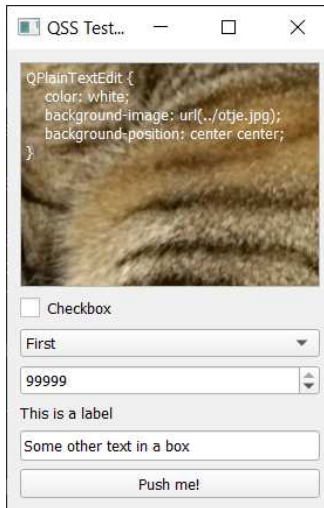 QSS Test...
QPlainTextEdit {
    color: white;
    background-image: url(../otje.jpg);
    background-position: center center;
}
Checkbox
First
99999
This is a label
Some other text in a box
Push me!